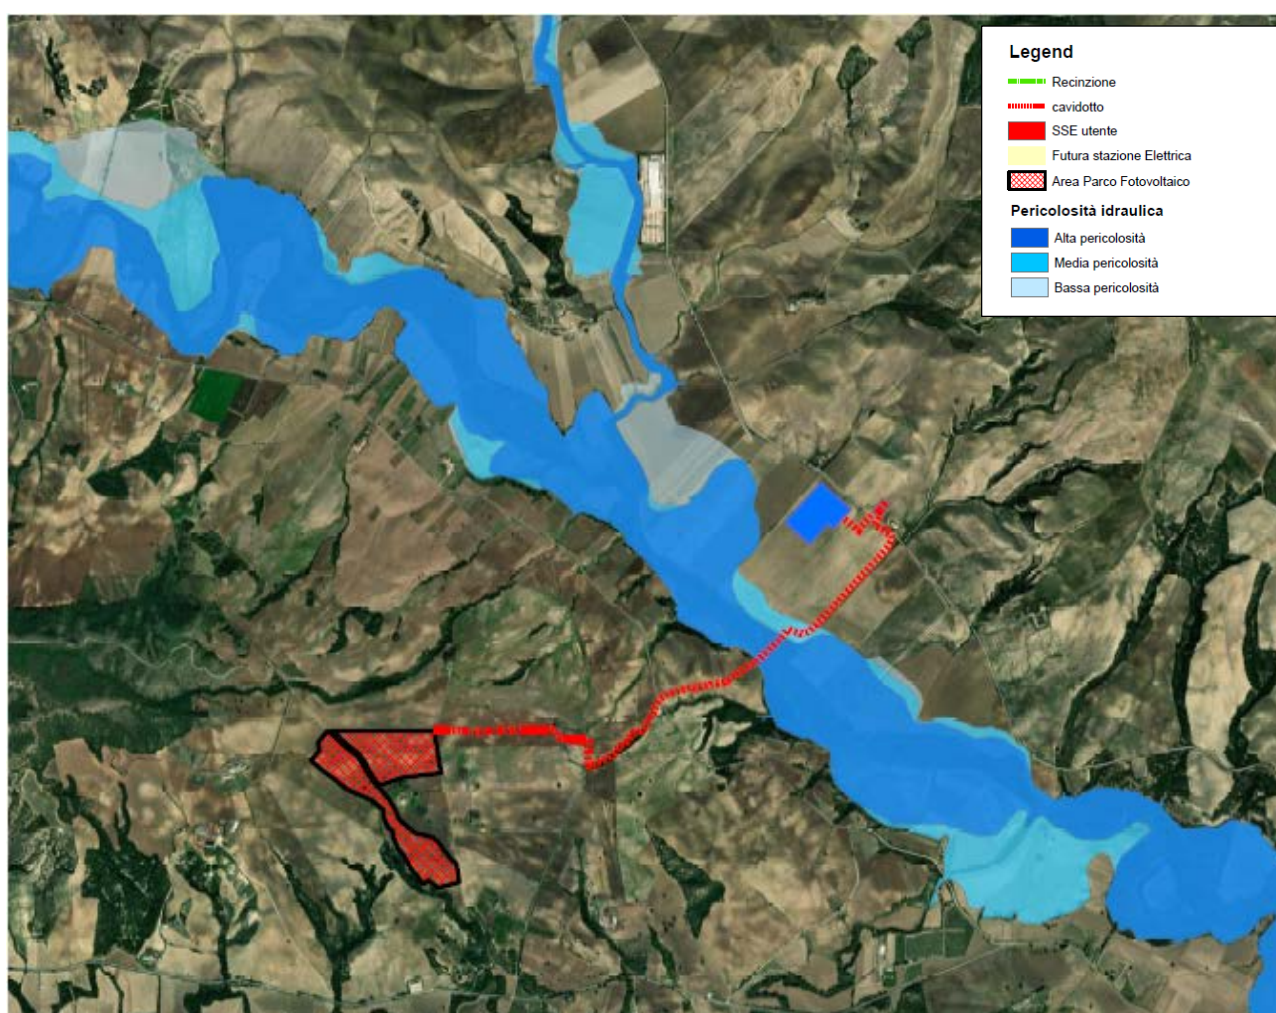 Legend
Recinzione
cavidotto
SSE utente
Futura stazione Elettrica
Area Parco Fotovoltaico
Pericolosità idraulica
Alta pericolosità
Media pericolosità
Bassa pericolosità